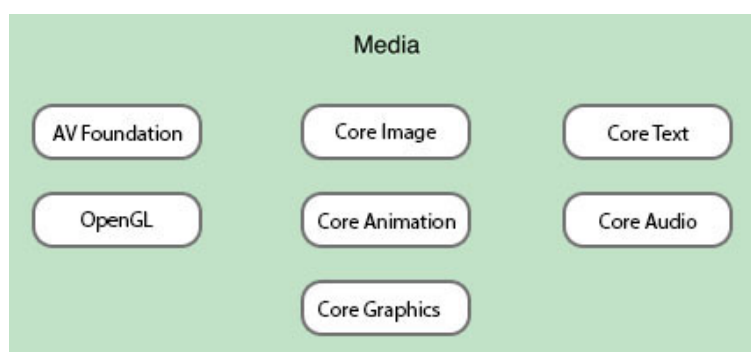 Media
AV Foundation
Core Image
Core Text
OpenGL
Core Animation
Core Audio
Core Graphics